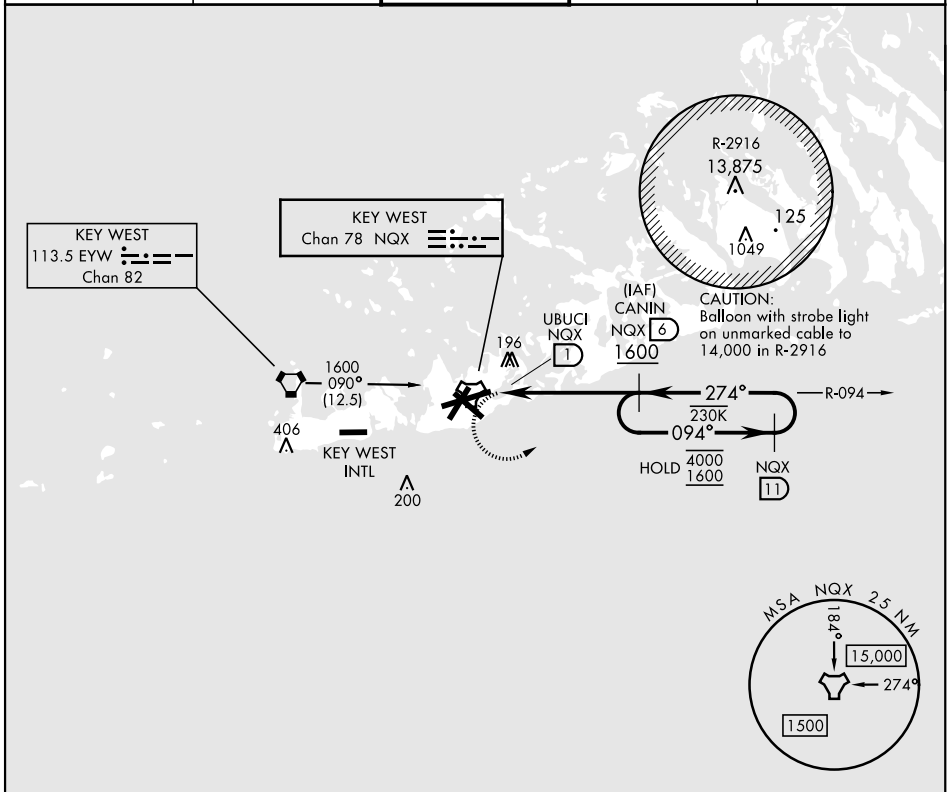 R-2916
13,875
125
1049
KEY WEST
Chan 78 NQX
KEY WEST
113.5 EYW
Chan 82
(IAF)
CANIN
NQX 6
1600
CAUTION:
Balloon with strobe light
on unmarked cable to
14,000 in R-2916
UBUCI
NQX
1
196
1600
090°
(12.5)
274°
R-094
230K
094°
HOLD 4000
1600
NQX
11
406
KEY WEST
INTL
200
MSA NQX 25 NM
184°
15,000
274°
1500